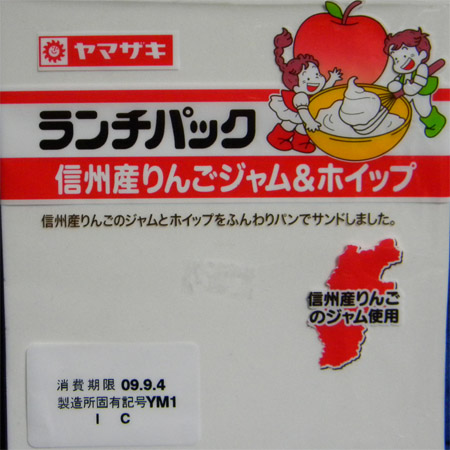 ヤマザキ
ランチパック
信州産りんごジャム&ホイップ
信州産りんごのジャムとホイップをふんわりパンでサンドしました。
信州産りんご
のジャム使用
消費期限 09.9.4
製造所固有記号YM1
I C